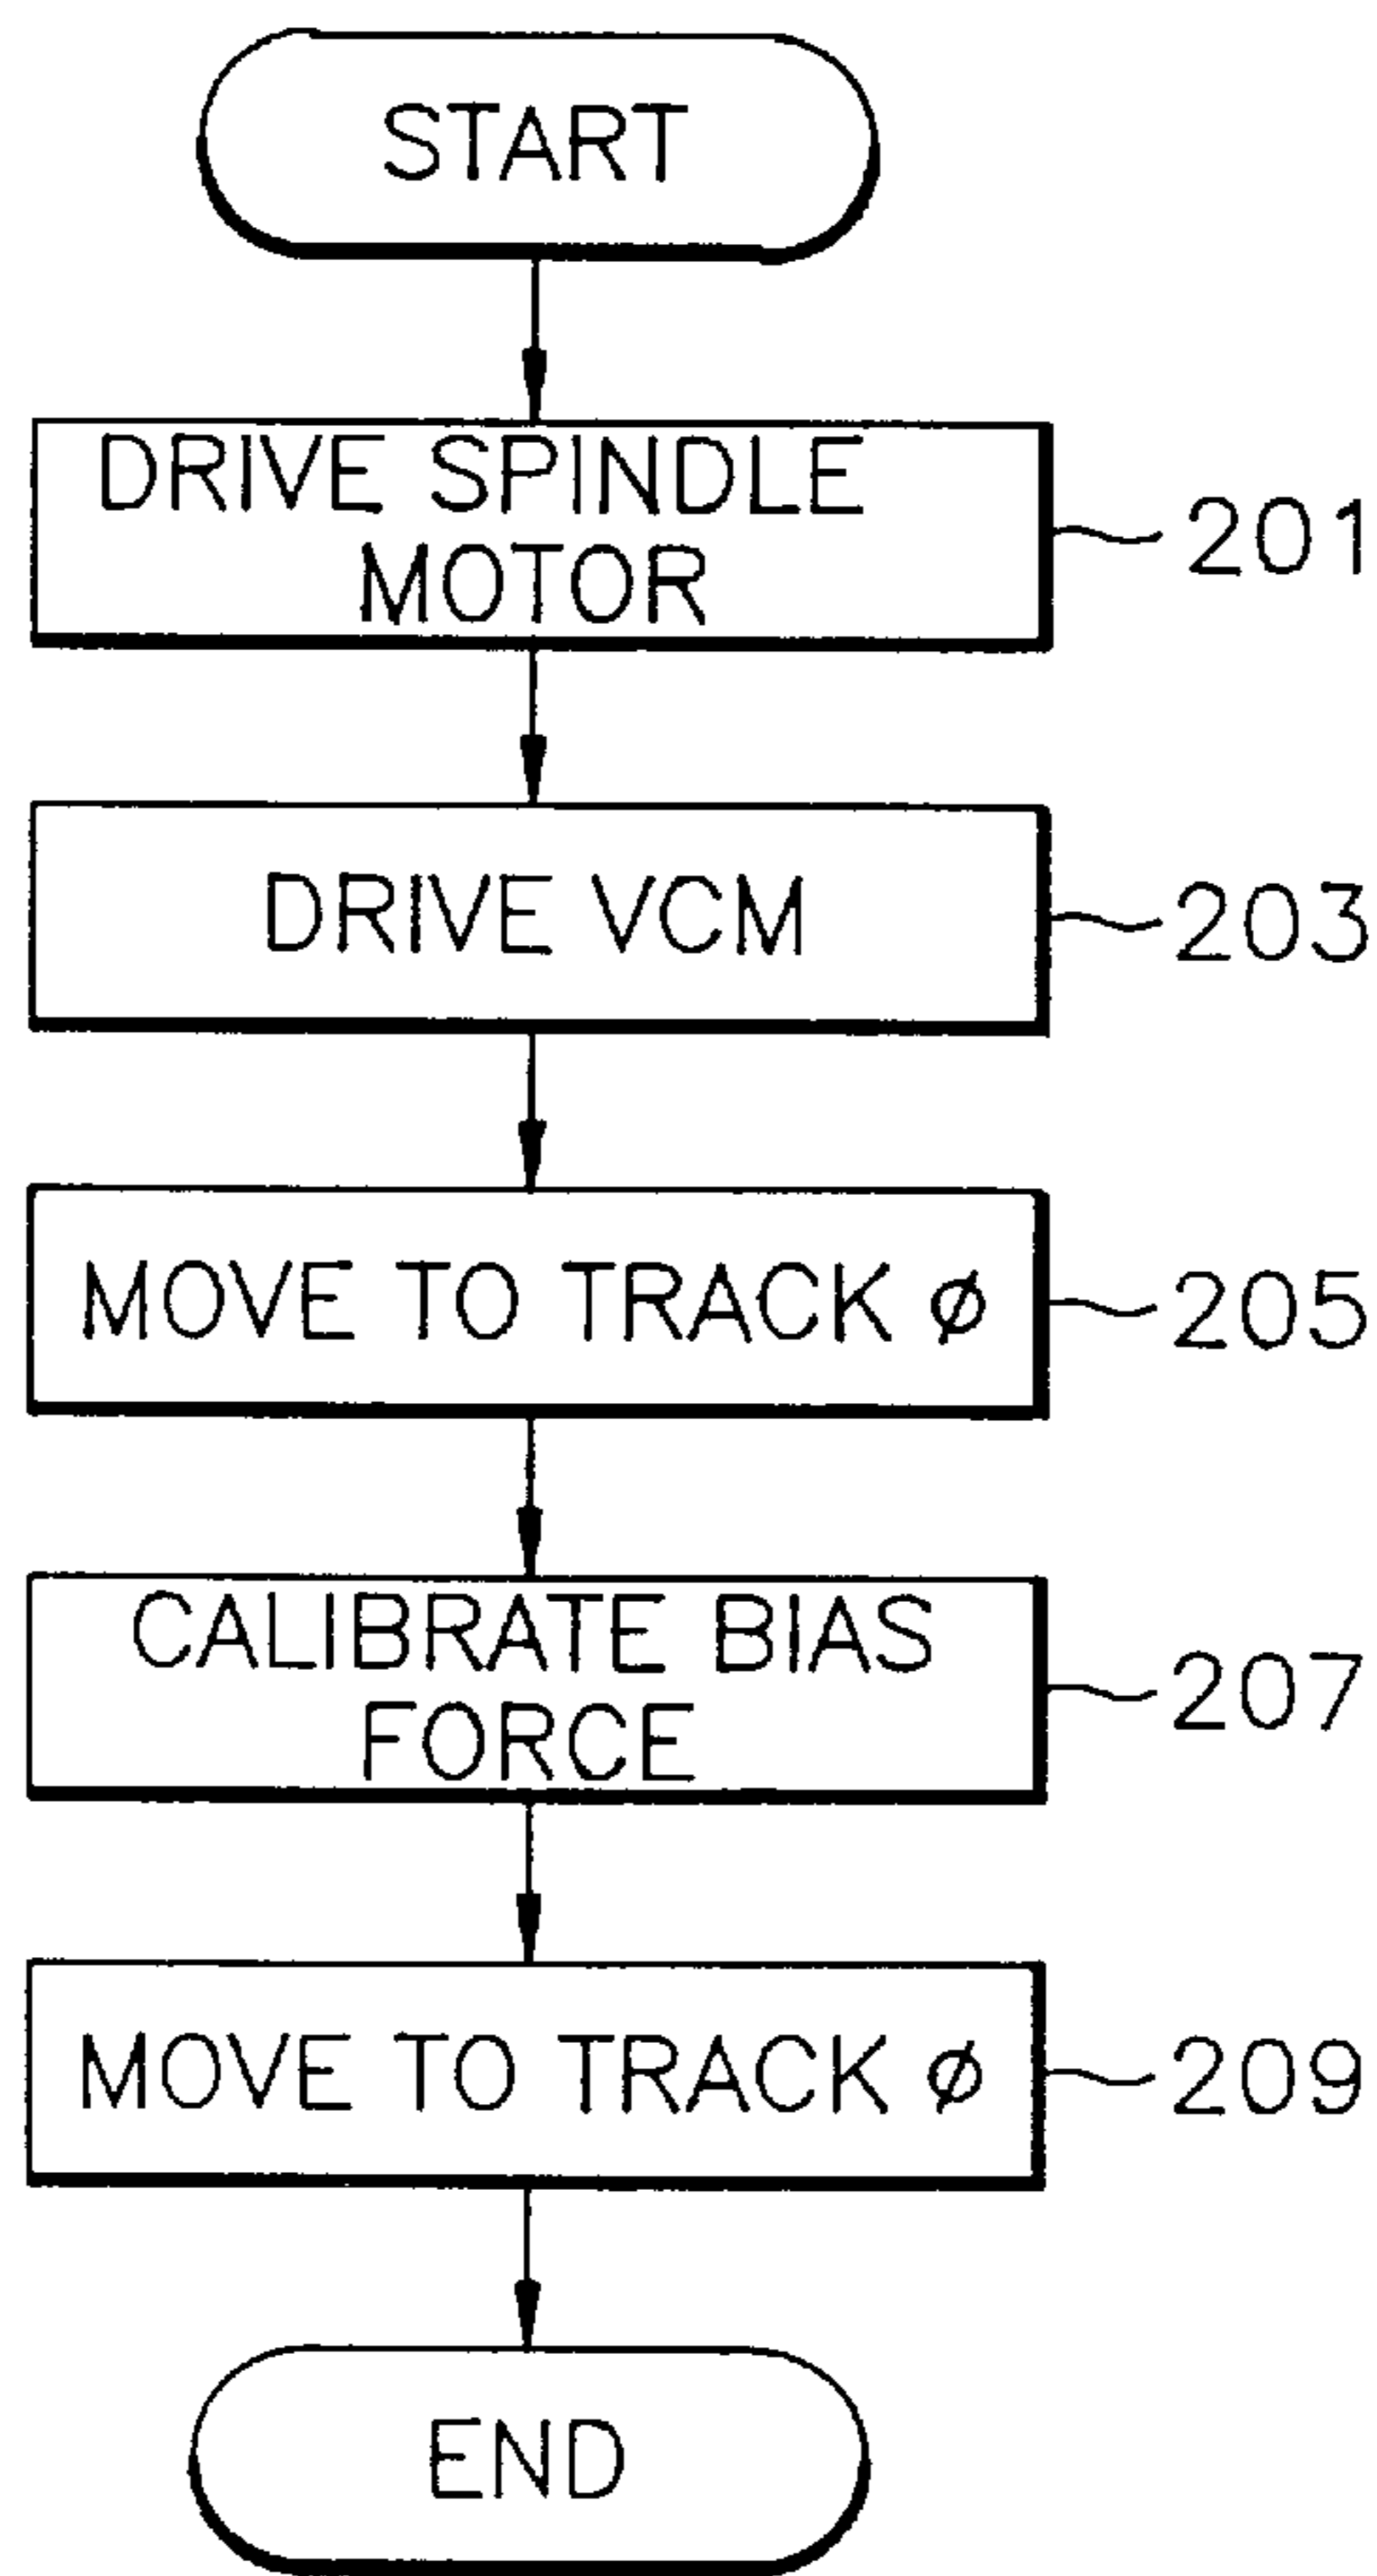 START
DRIVE SPINDLE
MOTOR
201
DRIVE VCM
203
MOVE TO TRACK ϕ
205
CALIBRATE BIAS
FORCE
207
MOVE TO TRACK ϕ
209
END